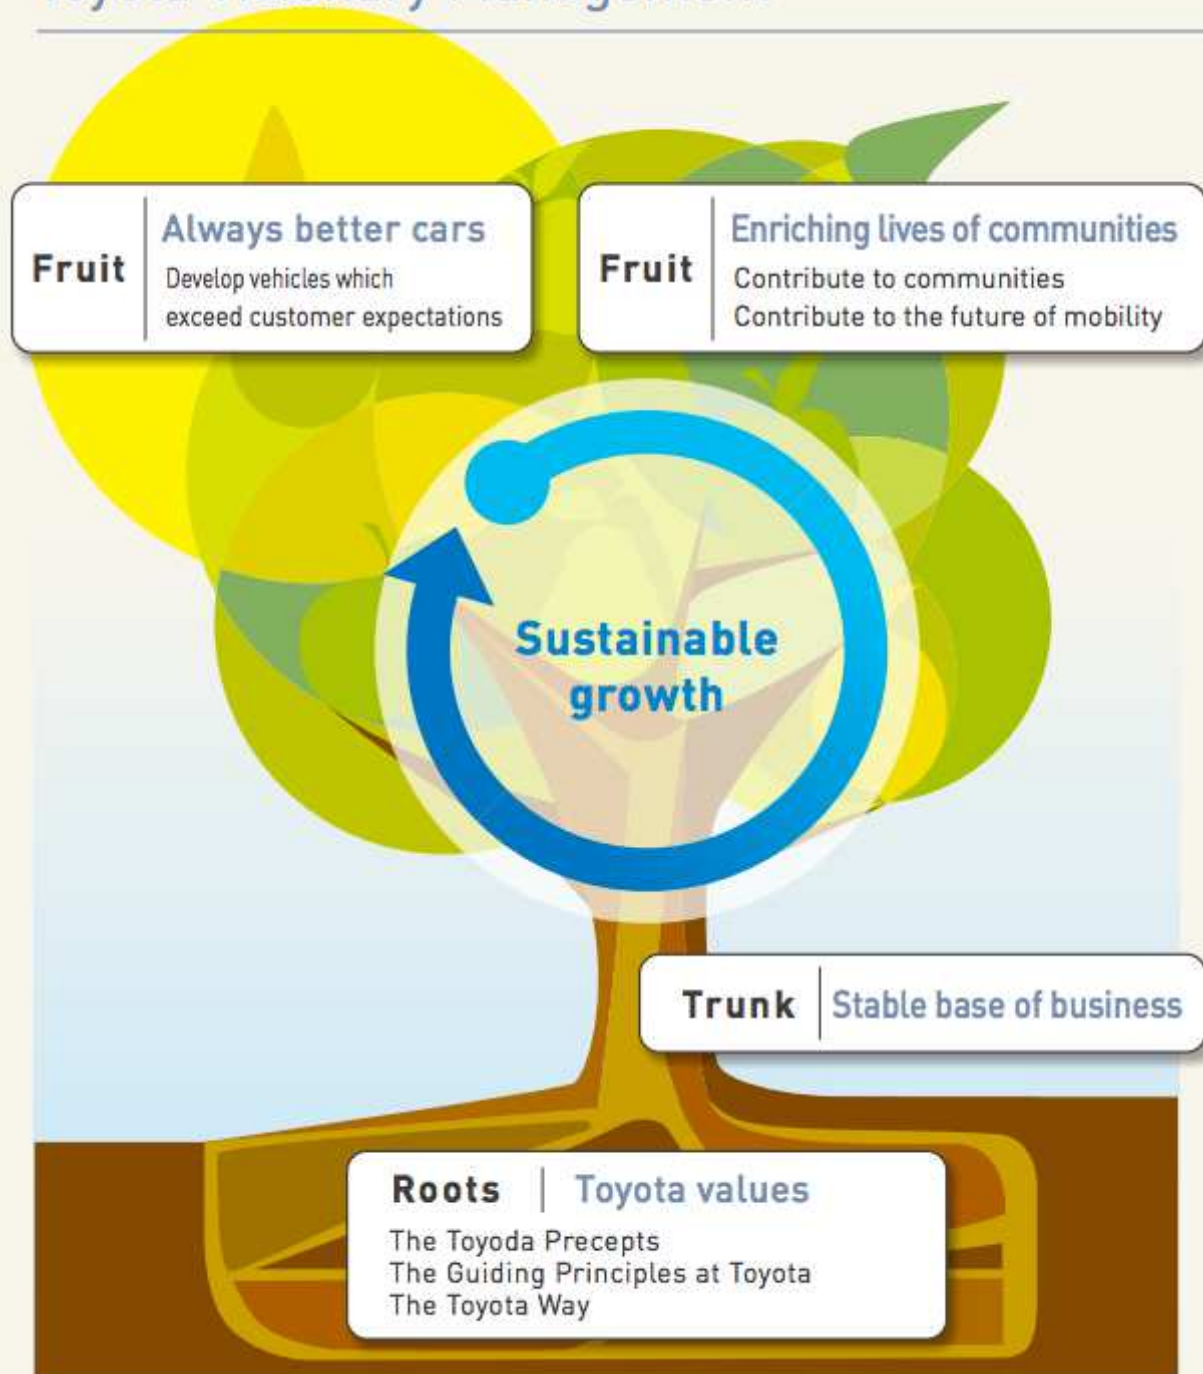 Fruit
Always better cars
Develop vehicles which
exceed customer expectations
Fruit
Enriching lives of communities
Contribute to communities
Contribute to the future of mobility
Sustainable
growth
Trunk
Stable base of business
Roots
Toyota values
The Toyoda Precepts
The Guiding Principles at Toyota
The Toyota Way